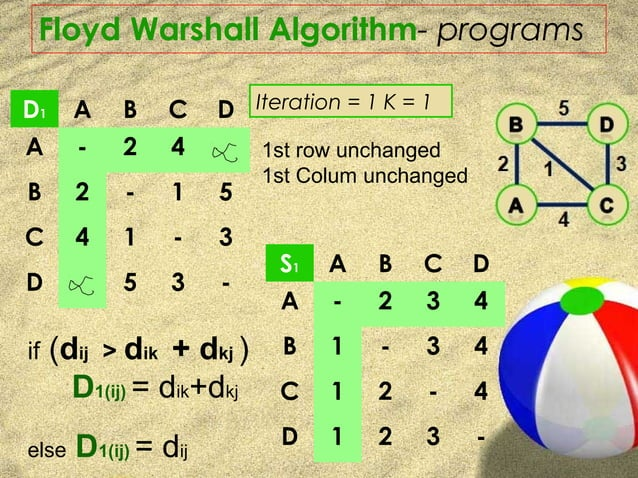 Floyd Warshall Algorithm- programs
D1 A B C D
A - 2 4 ∝
B 2 - 1 5
C 4 1 - 3
D ∝ 5 3 -
Iteration = 1 K = 1
1st row unchanged
1st Colum unchanged
B 5 D
2 1 3
A 4 C
S1 A B C D
A - 2 3 4
B 1 - 3 4
C 1 2 - 4
D 1 2 3 -
if (dij > dik + dkj )
D1(ij) = dik+dkj
else D1(ij) = dij